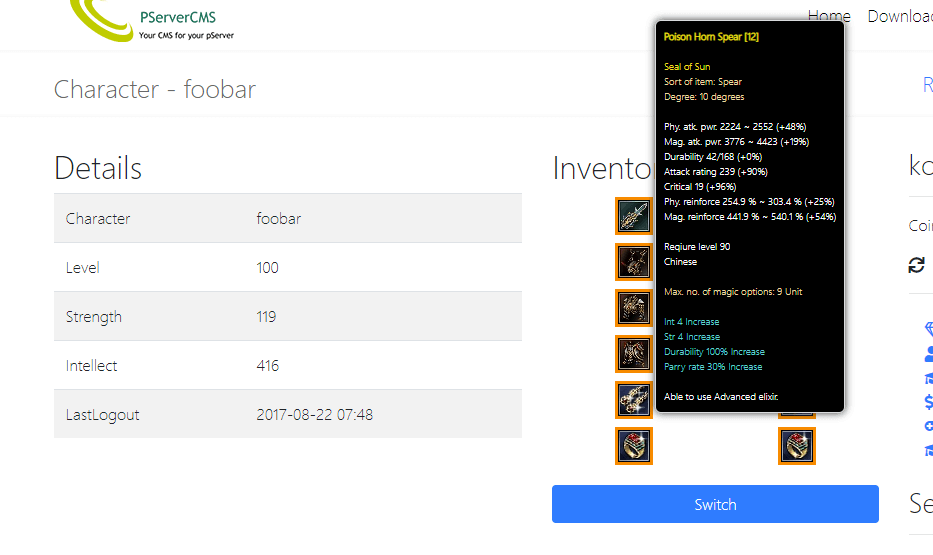 PServerCMS
Your CMS for your pServer
Home Downloa
Character - foobar
R
Details
Character foobar
Level 100
Strength 119
Intellect 416
LastLogout 2017-08-22 07:48
Invento
Poison Horn Spear [12]
Seal of Sun
Sort of item: Spear
Degree: 10 degrees
Phy. atk. pwr. 2224 ~ 2552 (+48%)
Mag. atk. pwr. 3776 ~ 4423 (+19%)
Durability 42/168 (+0%)
Attack rating 239 (+90%)
Critical 19 (+96%)
Phy. reinforce 254.9 % ~ 303.4 % (+25%)
Mag. reinforce 441.9 % ~ 540.1 % (+54%)
Reqiure level 90
Chinese
Max. no. of magic options: 9 Unit
Int 4 Increase
Str 4 Increase
Durability 100% Increase
Parry rate 30% Increase
Able to use Advanced elixir.
Switch
ko
Coi
Se